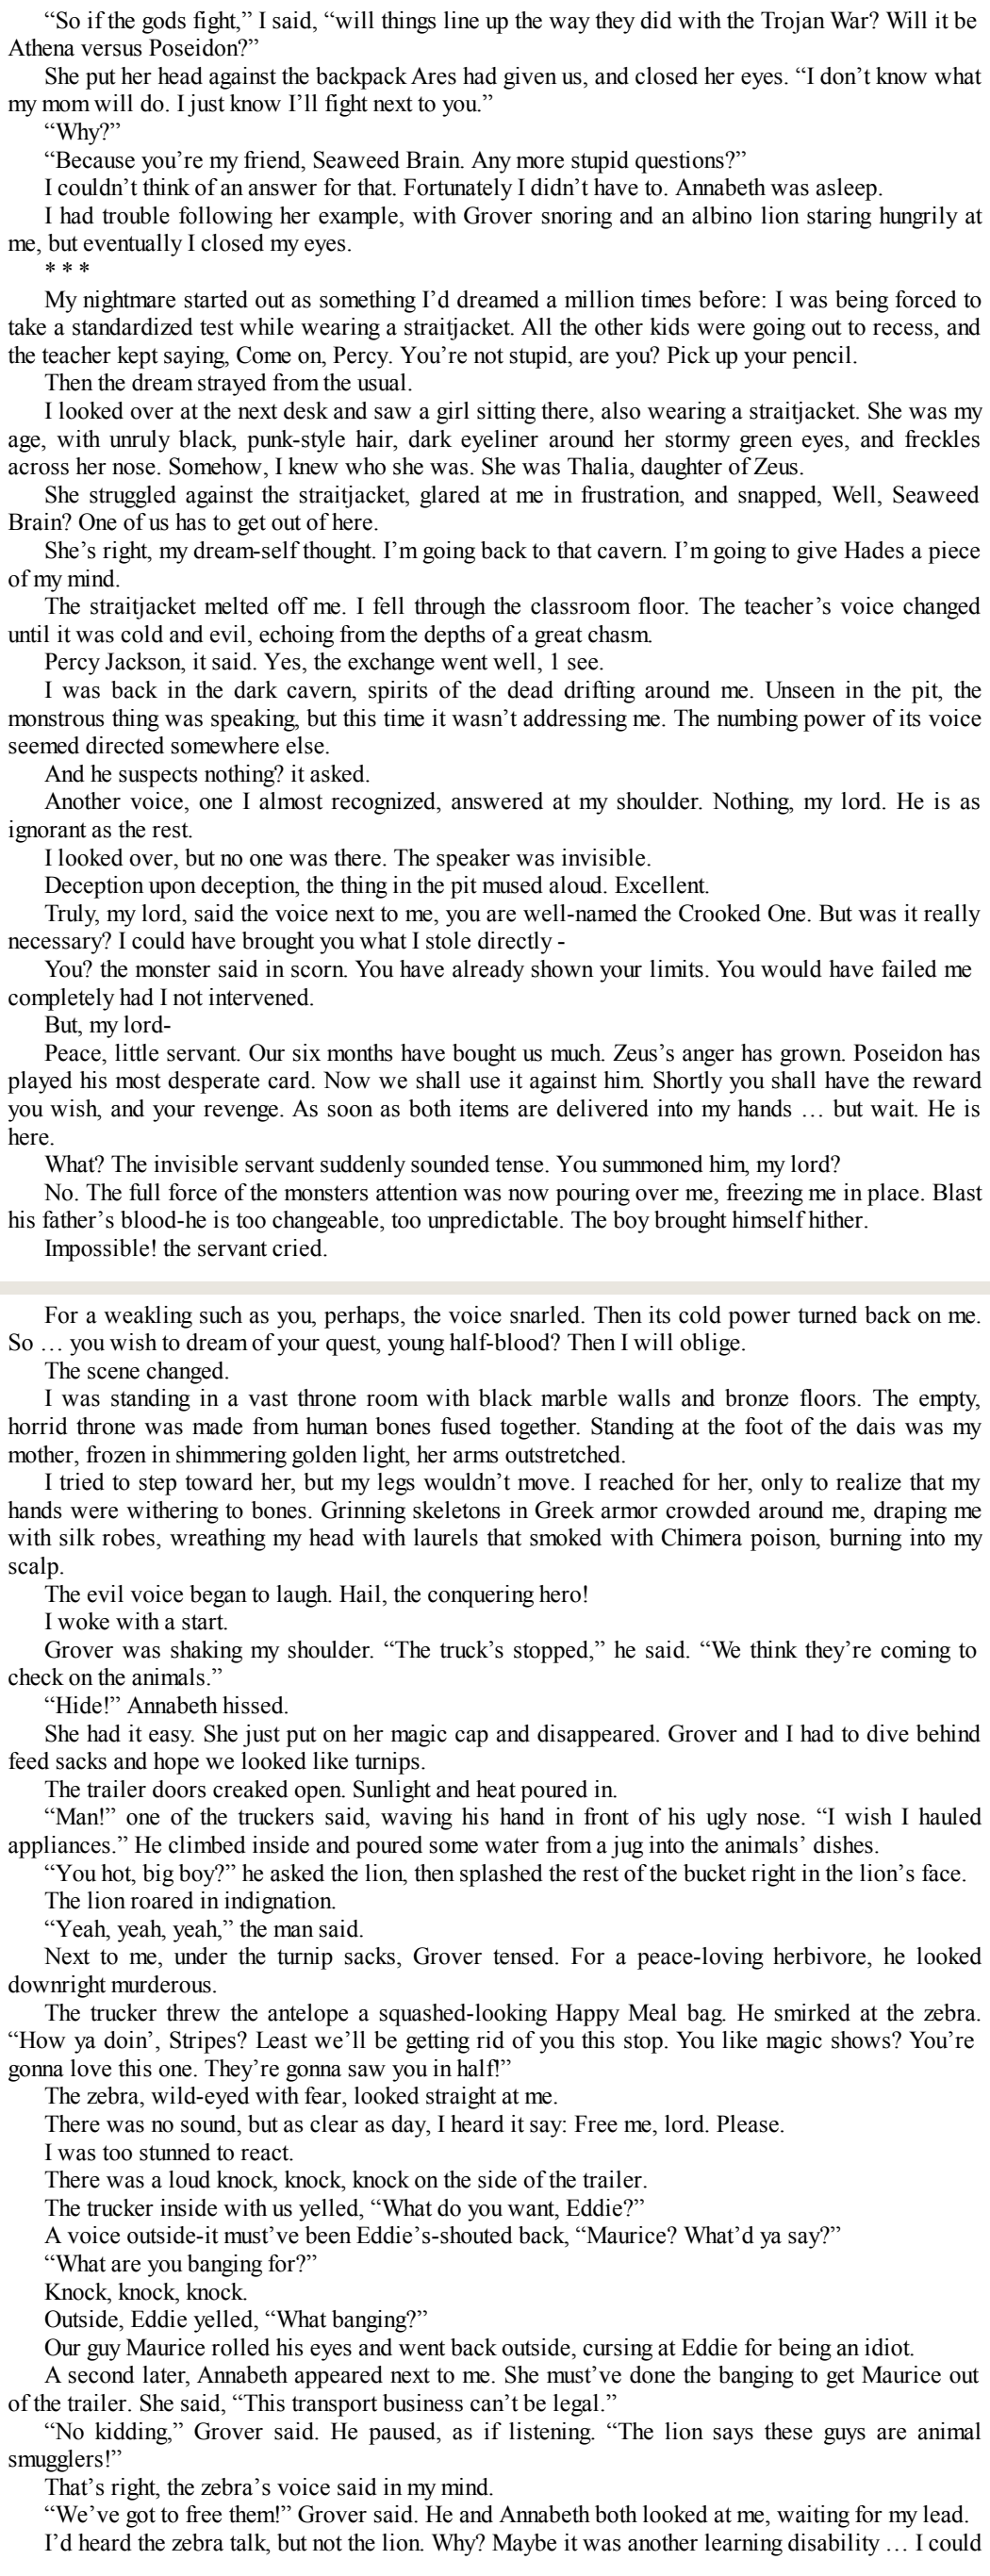 “So if the gods fight,” I said, “will things line up the way they did with the Trojan War? Will it be
Athena versus Poseidon?”
She put her head against the backpack Ares had given us, and closed her eyes. “I don’t know what
my mom will do. I just know I’ll fight next to you.”
“Why?”
“Because you’re my friend, Seaweed Brain. Any more stupid questions?”
I couldn’t think of an answer for that. Fortunately I didn’t have to. Annabeth was asleep.
I had trouble following her example, with Grover snoring and an albino lion staring hungrily at
me, but eventually I closed my eyes.
* * *
My nightmare started out as something I’d dreamed a million times before: I was being forced to
take a standardized test while wearing a straitjacket. All the other kids were going out to recess, and
the teacher kept saying, Come on, Percy. You’re not stupid, are you? Pick up your pencil.
Then the dream strayed from the usual.
I looked over at the next desk and saw a girl sitting there, also wearing a straitjacket. She was my
age, with unruly black, punk-style hair, dark eyeliner around her stormy green eyes, and freckles
across her nose. Somehow, I knew who she was. She was Thalia, daughter of Zeus.
She struggled against the straitjacket, glared at me in frustration, and snapped, Well, Seaweed
Brain? One of us has to get out of here.
She’s right, my dream-self thought. I’m going back to that cavern. I’m going to give Hades a piece
of my mind.
The straitjacket melted off me. I fell through the classroom floor. The teacher’s voice changed
until it was cold and evil, echoing from the depths of a great chasm.
Percy Jackson, it said. Yes, the exchange went well, 1 see.
I was back in the dark cavern, spirits of the dead drifting around me. Unseen in the pit, the
monstrous thing was speaking, but this time it wasn’t addressing me. The numbing power of its voice
seemed directed somewhere else.
And he suspects nothing? it asked.
Another voice, one I almost recognized, answered at my shoulder. Nothing, my lord. He is as
ignorant as the rest.
I looked over, but no one was there. The speaker was invisible.
Deception upon deception, the thing in the pit mused aloud. Excellent.
Truly, my lord, said the voice next to me, you are well-named the Crooked One. But was it really
necessary? I could have brought you what I stole directly -
You? the monster said in scorn. You have already shown your limits. You would have failed me
completely had I not intervened.
But, my lord-
Peace, little servant. Our six months have bought us much. Zeus’s anger has grown. Poseidon has
played his most desperate card. Now we shall use it against him. Shortly you shall have the reward
you wish, and your revenge. As soon as both items are delivered into my hands … but wait. He is
here.
What? The invisible servant suddenly sounded tense. You summoned him, my lord?
No. The full force of the monsters attention was now pouring over me, freezing me in place. Blast
his father’s blood-he is too changeable, too unpredictable. The boy brought himself hither.
Impossible! the servant cried.
For a weakling such as you, perhaps, the voice snarled. Then its cold power turned back on me.
So … you wish to dream of your quest, young half-blood? Then I will oblige.
The scene changed.
I was standing in a vast throne room with black marble walls and bronze floors. The empty,
horrid throne was made from human bones fused together. Standing at the foot of the dais was my
mother, frozen in shimmering golden light, her arms outstretched.
I tried to step toward her, but my legs wouldn’t move. I reached for her, only to realize that my
hands were withering to bones. Grinning skeletons in Greek armor crowded around me, draping me
with silk robes, wreathing my head with laurels that smoked with Chimera poison, burning into my
scalp.
The evil voice began to laugh. Hail, the conquering hero!
I woke with a start.
Grover was shaking my shoulder. “The truck’s stopped,” he said. “We think they’re coming to
check on the animals.”
“Hide!” Annabeth hissed.
She had it easy. She just put on her magic cap and disappeared. Grover and I had to dive behind
feed sacks and hope we looked like turnips.
The trailer doors creaked open. Sunlight and heat poured in.
“Man!” one of the truckers said, waving his hand in front of his ugly nose. “I wish I hauled
appliances.” He climbed inside and poured some water from a jug into the animals’ dishes.
“You hot, big boy?” he asked the lion, then splashed the rest of the bucket right in the lion’s face.
The lion roared in indignation.
“Yeah, yeah, yeah,” the man said.
Next to me, under the turnip sacks, Grover tensed. For a peace-loving herbivore, he looked
downright murderous.
The trucker threw the antelope a squashed-looking Happy Meal bag. He smirked at the zebra.
“How ya doin’, Stripes? Least we’ll be getting rid of you this stop. You like magic shows? You’re
gonna love this one. They’re gonna saw you in half!”
The zebra, wild-eyed with fear, looked straight at me.
There was no sound, but as clear as day, I heard it say: Free me, lord. Please.
I was too stunned to react.
There was a loud knock, knock, knock on the side of the trailer.
The trucker inside with us yelled, “What do you want, Eddie?”
A voice outside-it must’ve been Eddie’s-shouted back, “Maurice? What’d ya say?”
“What are you banging for?”
Knock, knock, knock.
Outside, Eddie yelled, “What banging?”
Our guy Maurice rolled his eyes and went back outside, cursing at Eddie for being an idiot.
A second later, Annabeth appeared next to me. She must’ve done the banging to get Maurice out
of the trailer. She said, “This transport business can’t be legal.”
“No kidding,” Grover said. He paused, as if listening. “The lion says these guys are animal
smugglers!”
That’s right, the zebra’s voice said in my mind.
“We’ve got to free them!” Grover said. He and Annabeth both looked at me, waiting for my lead.
I’d heard the zebra talk, but not the lion. Why? Maybe it was another learning disability … I could